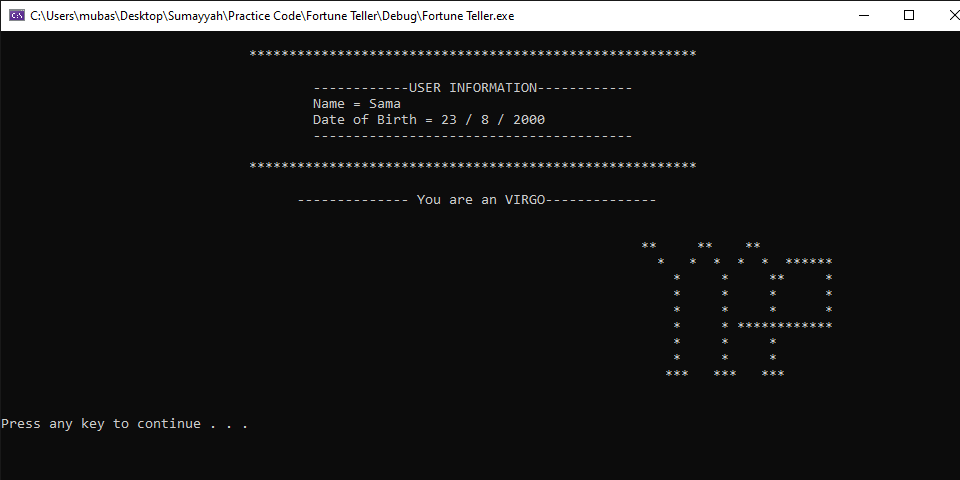 C:\Users\mubas\Desktop\Sumayyah\Practice Code\Fortune Teller\Debug\Fortune Teller.exe
********************************************************
------------USER INFORMATION------------
Name = Sama
Date of Birth = 23 / 8 / 2000
----------------------------------------
********************************************************
-------------- You are an VIRGO--------------
**     **    **
  *   *  *  *  *  ******
    *     *     **     *
    *     *     *      *
    *     *     *      *
    *     * ************
    *     *     *
    *     *     *
   ***   ***   ***
Press any key to continue . . .